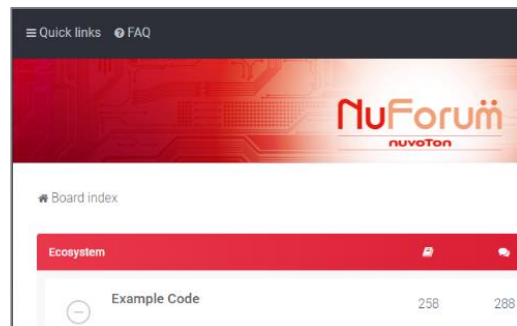 Quick links FAQ
NuForum
nuvoTon
Board index
Ecosystem
Example Code 258 288